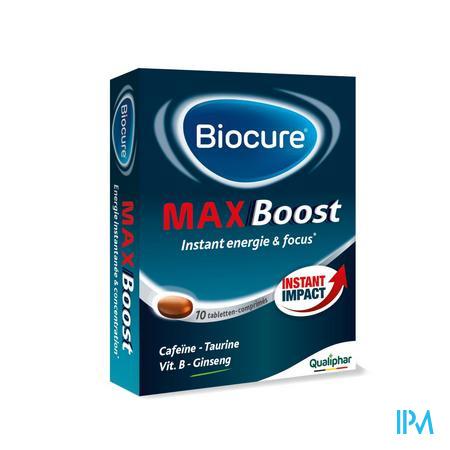 Biocure®
MAX Boost
Instant energie & focus*
INSTANT
IMPACT
10 tabletten-comprimés
Cafeïne - Taurine
Vit. B - Ginseng
Qualiphar
MAX Boost
Energie Instantanée & concentration*
IPM